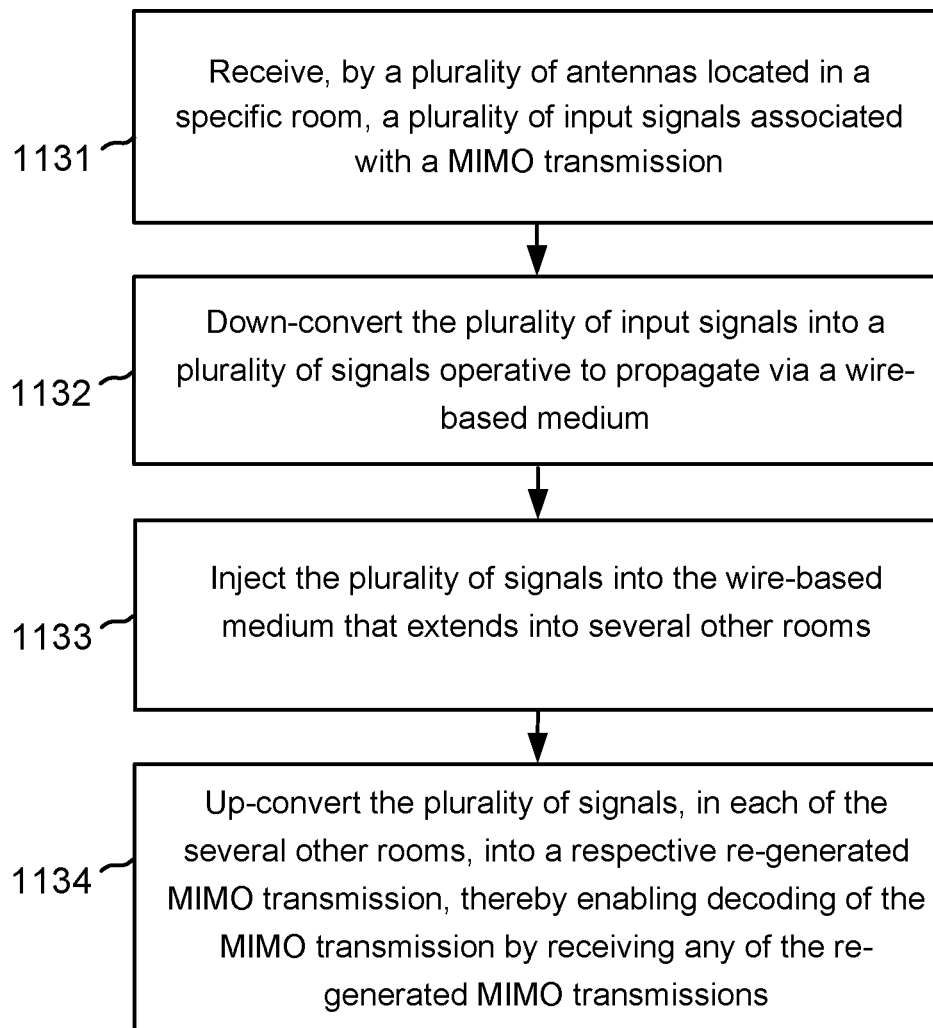 Receive, by a plurality of antennas located in a
specific room, a plurality of input signals associated
with a MIMO transmission
1131
Down-convert the plurality of input signals into a
plurality of signals operative to propagate via a wire-
based medium
1132
Inject the plurality of signals into the wire-based
medium that extends into several other rooms
1133
Up-convert the plurality of signals, in each of the
several other rooms, into a respective re-generated
MIMO transmission, thereby enabling decoding of the
MIMO transmission by receiving any of the re-
generated MIMO transmissions
1134